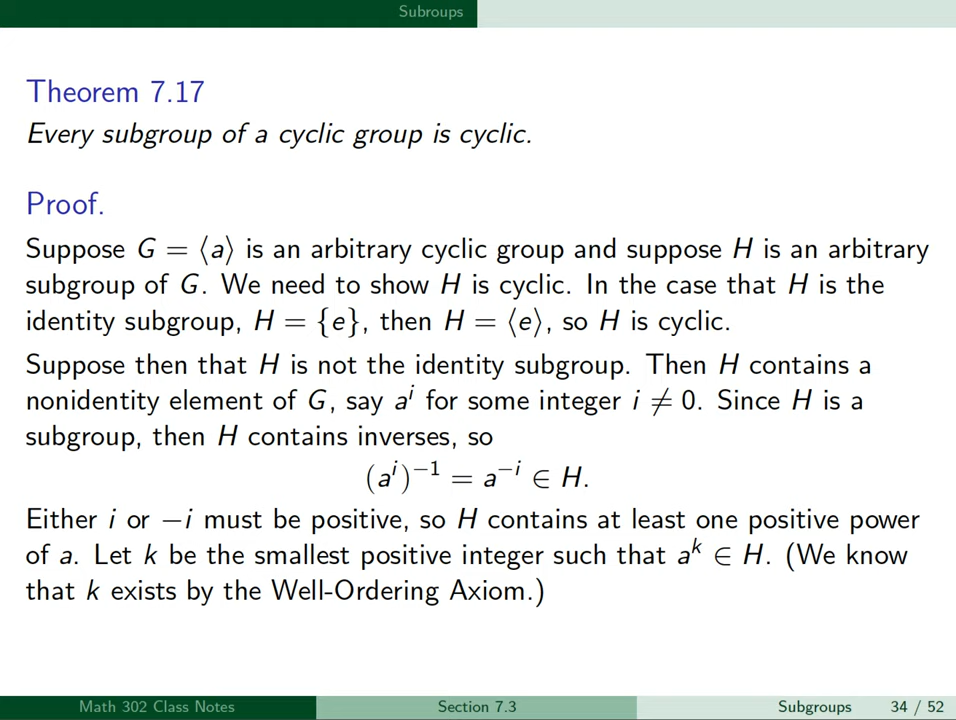 Subroups
Theorem 7.17
Every subgroup of a cyclic group is cyclic.
Proof.
Suppose G = ⟨a⟩ is an arbitrary cyclic group and suppose H is an arbitrary
subgroup of G. We need to show H is cyclic. In the case that H is the
identity subgroup, H = {e}, then H = ⟨e⟩, so H is cyclic.
Suppose then that H is not the identity subgroup. Then H contains a
nonidentity element of G, say aⁱ for some integer i ≠ 0. Since H is a
subgroup, then H contains inverses, so
(aⁱ)⁻¹ = a⁻ⁱ ∈ H.
Either i or −i must be positive, so H contains at least one positive power
of a. Let k be the smallest positive integer such that aᵏ ∈ H. (We know
that k exists by the Well-Ordering Axiom.)
Math 302 Class Notes Section 7.3 Subgroups 34 / 52